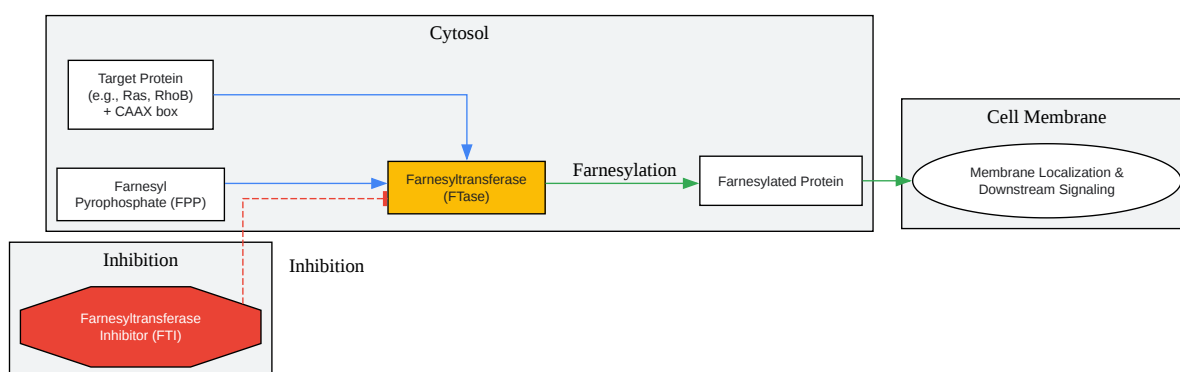 Cytosol
Target Protein
(e.g., Ras, RhoB)
+ CAAX box
Farnesyl
Pyrophosphate (FPP)
Farnesyltransferase
(FTase)
Farnesylation
Farnesylated Protein
Cell Membrane
Membrane Localization &
Downstream Signaling
Inhibition
Farnesyltransferase
Inhibitor (FTI)
Inhibition